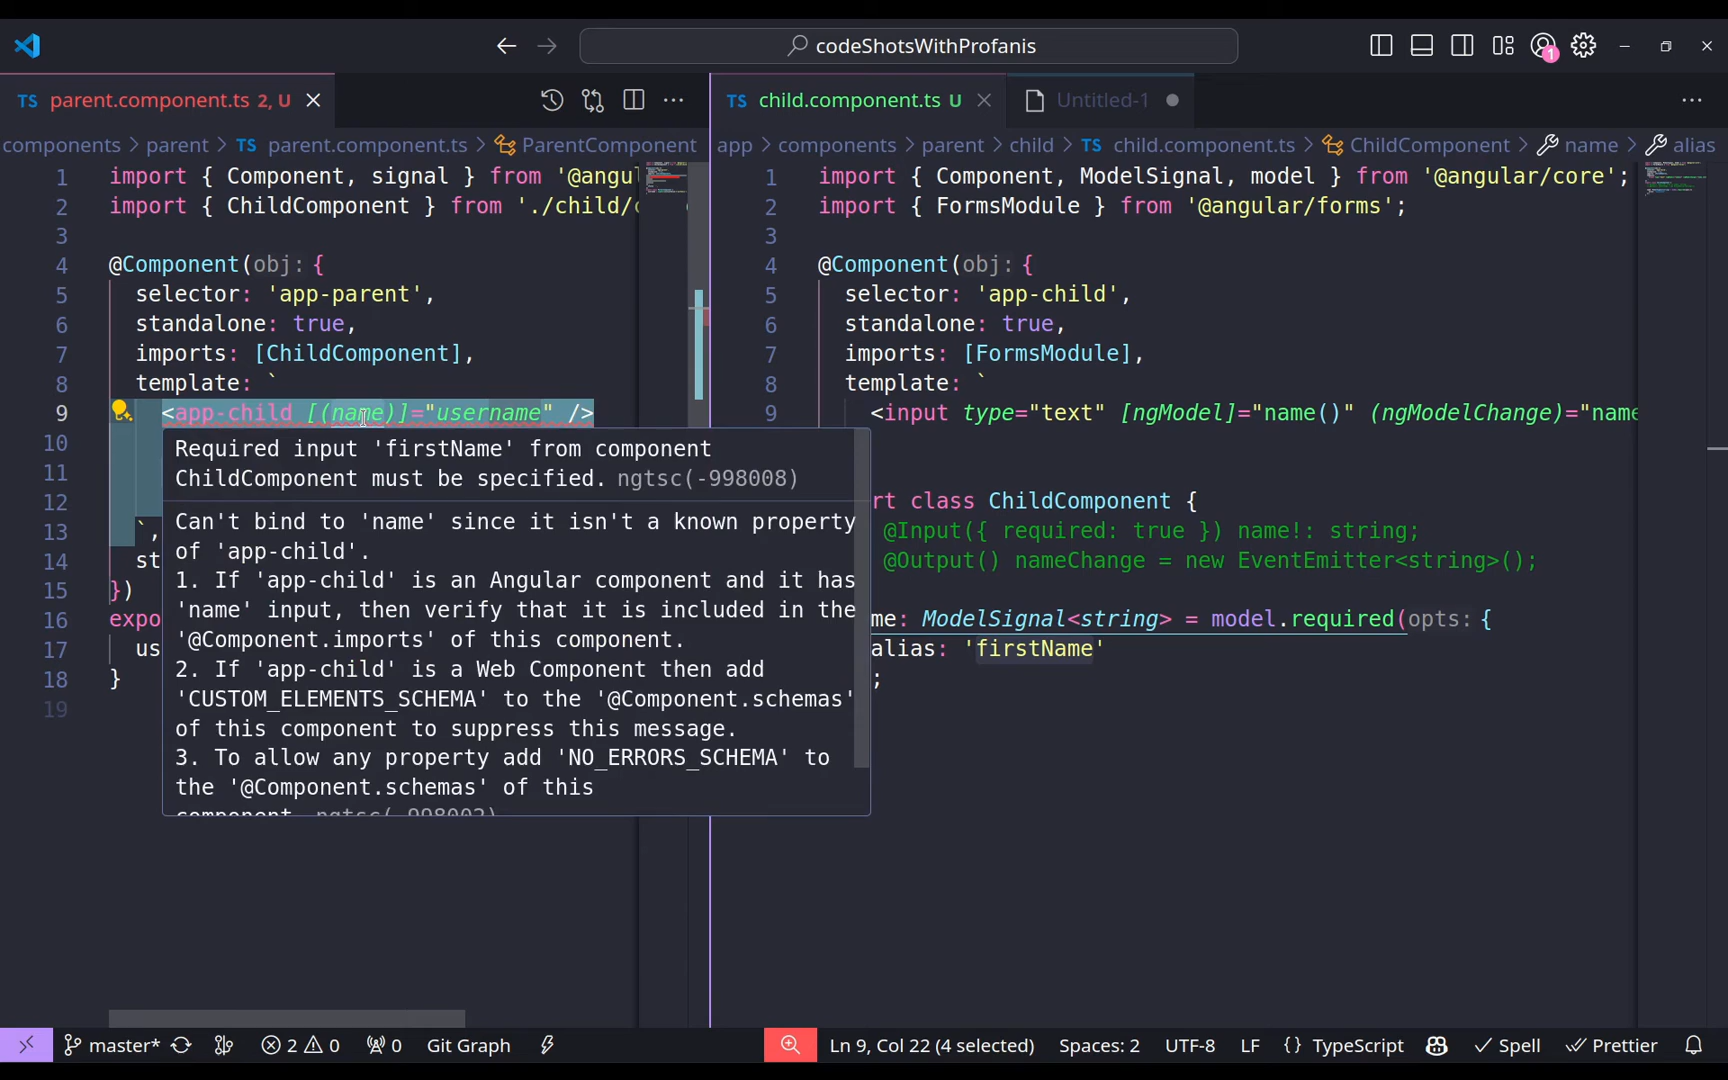 codeShotsWithProfanis
1
TS parent.component.ts 2, U
components > parent > TS parent.component.ts > ParentComponent
1 import { Component, signal } from '@angul
2 import { ChildComponent } from './child/c
3
4 @Component(obj: {
5 selector: 'app-parent',
6 standalone: true,
7 imports: [ChildComponent],
8 template: `
9 <app-child [(name)]="username" />
10
11
12
13 `,
14 st
15 })
16 expo
17 us
18 }
19
Required input 'firstName' from component
ChildComponent must be specified. ngtsc(-998008)
Can't bind to 'name' since it isn't a known property
of 'app-child'.
1. If 'app-child' is an Angular component and it has
'name' input, then verify that it is included in the
'@Component.imports' of this component.
2. If 'app-child' is a Web Component then add
'CUSTOM_ELEMENTS_SCHEMA' to the '@Component.schemas'
of this component to suppress this message.
3. To allow any property add 'NO_ERRORS_SCHEMA' to
the '@Component.schemas' of this
component. ngtsc(-998002)
TS child.component.ts U
Untitled-1
app > components > parent > child > TS child.component.ts > ChildComponent > name > alias
1 import { Component, ModelSignal, model } from '@angular/core';
2 import { FormsModule } from '@angular/forms';
3
4 @Component(obj: {
5 selector: 'app-child',
6 standalone: true,
7 imports: [FormsModule],
8 template: `
9 <input type="text" [ngModel]="name()" (ngModelChange)="name
rt class ChildComponent {
@Input({ required: true }) name!: string;
@Output() nameChange = new EventEmitter<string>();
me: ModelSignal<string> = model.required(opts: {
alias: 'firstName'
;
master* 2 0 0 Git Graph Ln 9, Col 22 (4 selected) Spaces: 2 UTF-8 LF {} TypeScript Spell Prettier